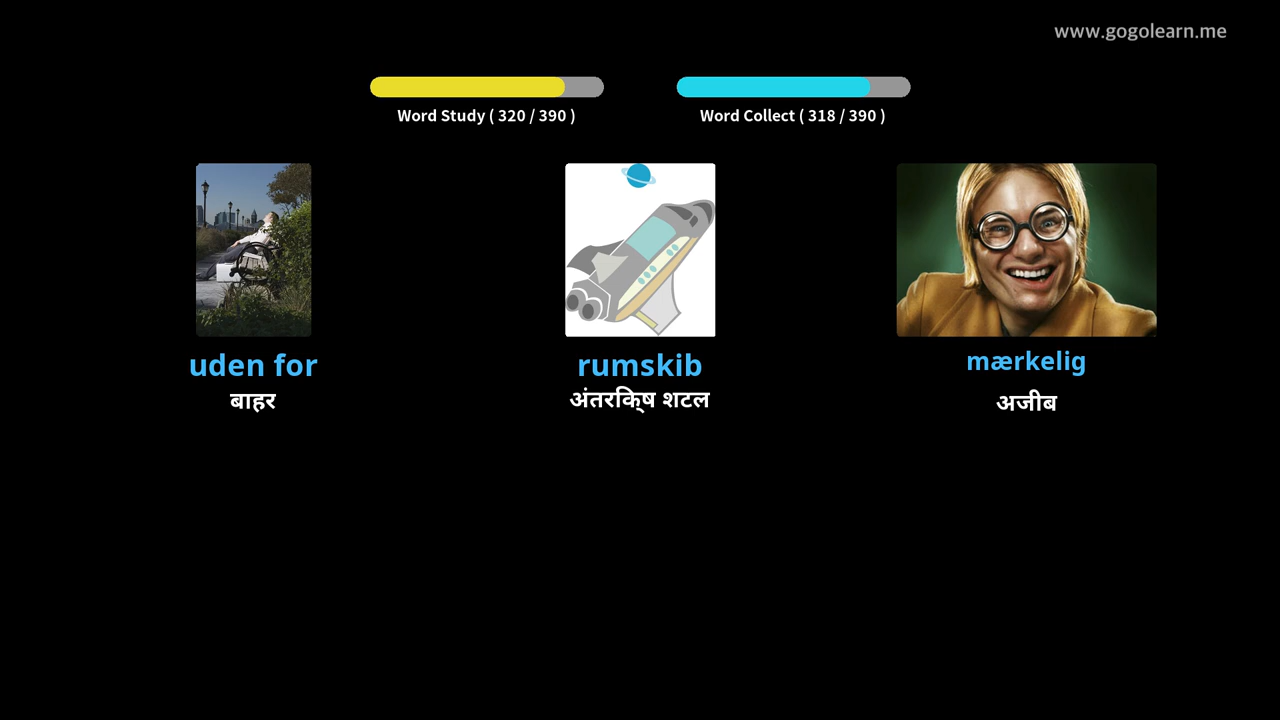 www.gogolearn.me
Word Study ( 320 / 390 )
Word Collect ( 318 / 390 )
uden for
rumskib
mærkelig
बाहर
अंतरक्षि शटल
अजीब